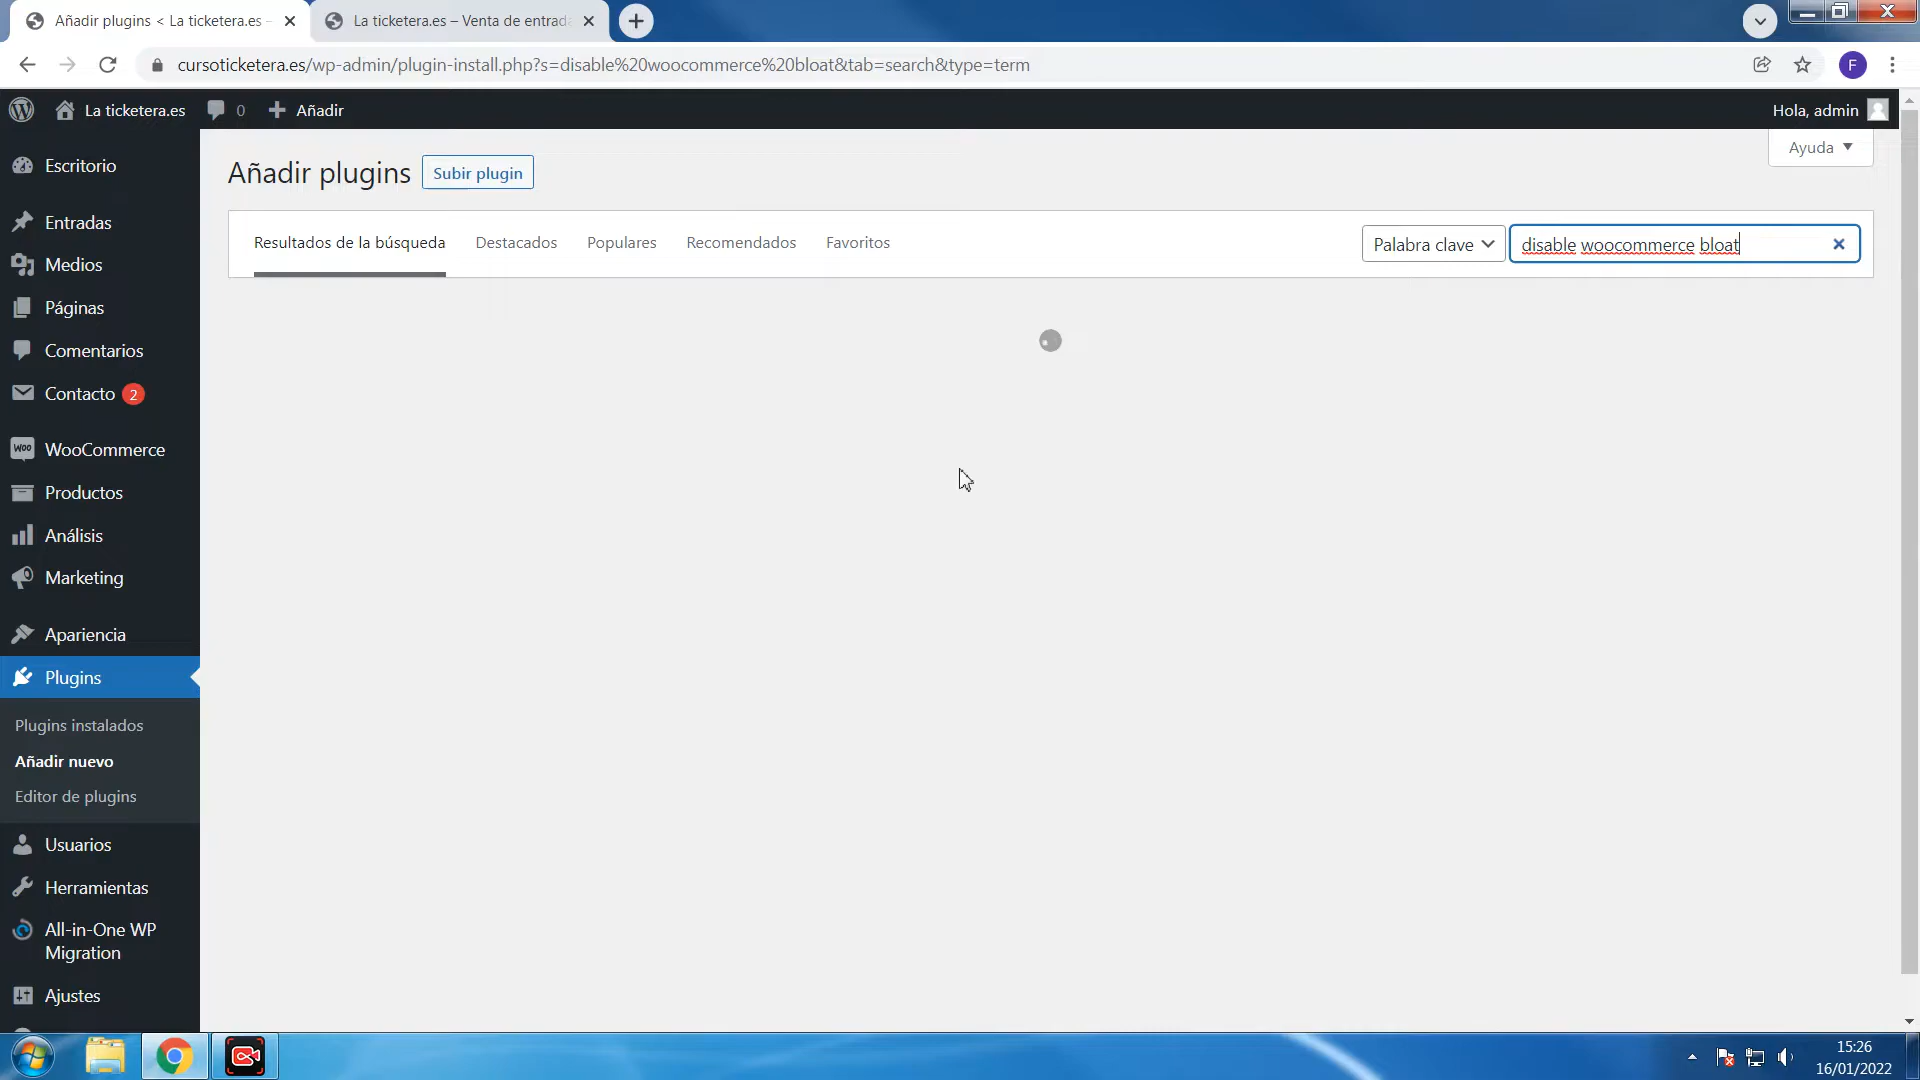 Añadir plugins < La ticketera.es -
La ticketera.es – Venta de entrada
cursoticketera.es/wp-admin/plugin-install.php?s=disable%20woocommerce%20bloat&tab=search&type=term
F
La ticketera.es
0
Añadir
Hola, admin
Escritorio
Entradas
Medios
Páginas
Comentarios
Contacto 2
WooCommerce
Productos
Análisis
Marketing
Apariencia
Plugins
Plugins instalados
Añadir nuevo
Editor de plugins
Usuarios
Herramientas
All-in-One WP
Migration
Ajustes
Ayuda
Añadir plugins
Subir plugin
Resultados de la búsqueda
Destacados
Populares
Recomendados
Favoritos
Palabra clave
disable woocommerce bloat
15:26
16/01/2022